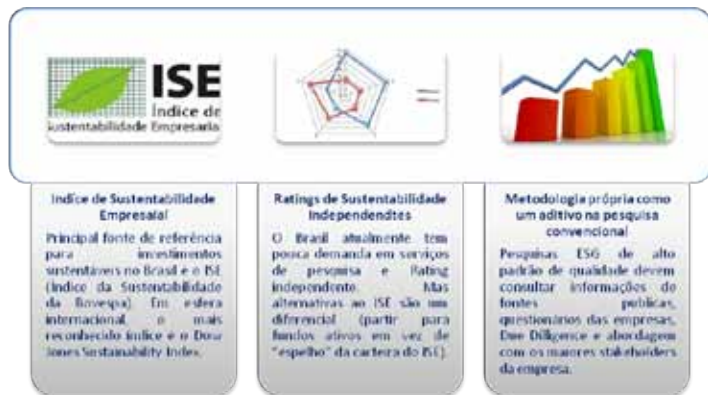 ISE
Índice de
Sustentabilidade Empresarial
Indíce de Sustentabilidade
Empresaial
Principal fonte de referência
para investimentos
sustentáveis no Brasil é o ISE
(Índice da Sustentabilidade
da Bovespa). Em esfera
internacional, o mais
reconhecido índice é o Dow
Jones Sustainability Index.
Ratings de Sustentabilidade
Independendtes
O Brasil atualmente tem
pouca demanda em serviços
de pesquisa e Rating
independente. Mas
alternativas ao ISE são um
diferencial (partir para
fundos ativos em vez de
"espelho" da carteira do ISE).
Metodologia própria como
um aditivo na pesquisa
convencional
Pesquisas ESG de alto
padrão de qualidade devem
consultar informações de
fontes publicas,
questionários das empresas,
Due Dilligence e abordagem
com os maiores stakeholders
da empresa.